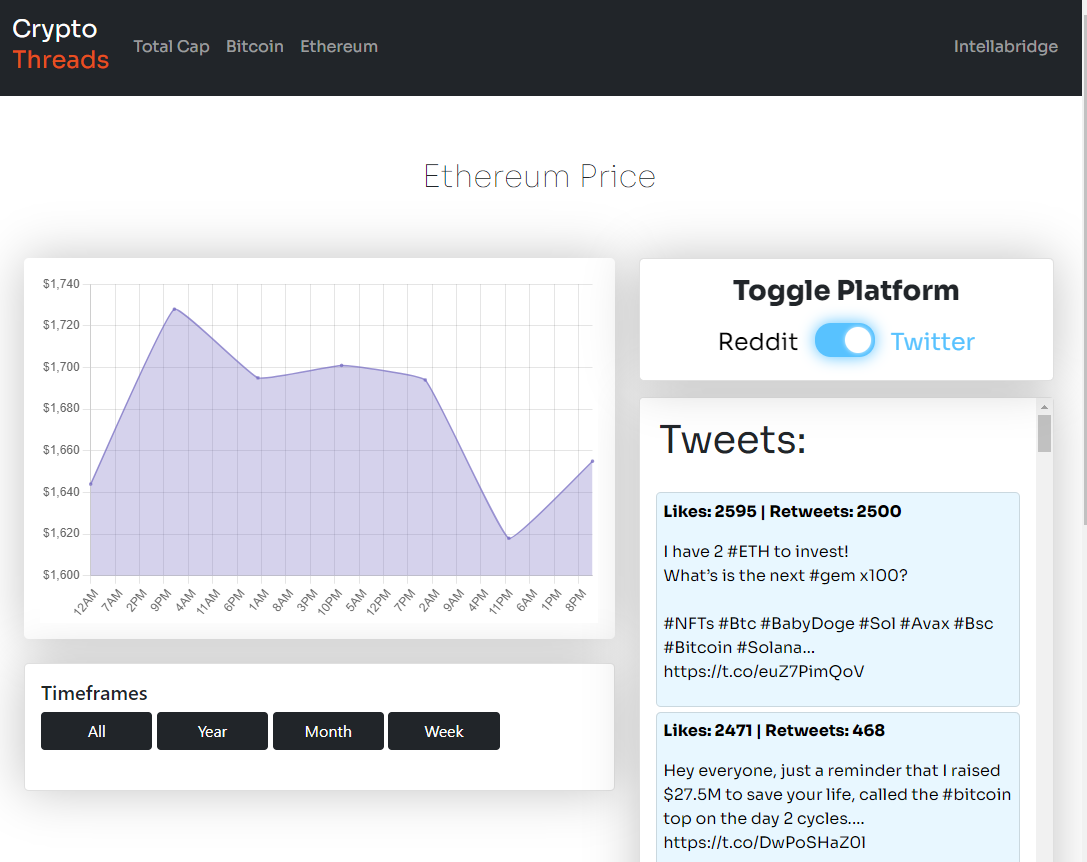 Crypto
Threads
Total Cap
Bitcoin
Ethereum
Intellabridge
Ethereum Price
$1,740
$1,720
$1,700
$1,680
$1,660
$1,640
$1,620
$1,600
12AM
7AM
2PM
9PM
4AM
11AM
6PM
1AM
8AM
3PM
10PM
5AM
12PM
7PM
2AM
9AM
4PM
11PM
6AM
1PM
8PM
Timeframes
All
Year
Month
Week
Toggle Platform
Reddit
Twitter
Tweets:
Likes: 2595 | Retweets: 2500
I have 2 #ETH to invest!
What’s is the next #gem x100?
#NFTs #Btc #BabyDoge #Sol #Avax #Bsc
#Bitcoin #Solana...
https://t.co/euZ7PimQoV
Likes: 2471 | Retweets: 468
Hey everyone, just a reminder that I raised
$27.5M to save your life, called the #bitcoin
top on the day 2 cycles....
https://t.co/DwPoSHaZ0l